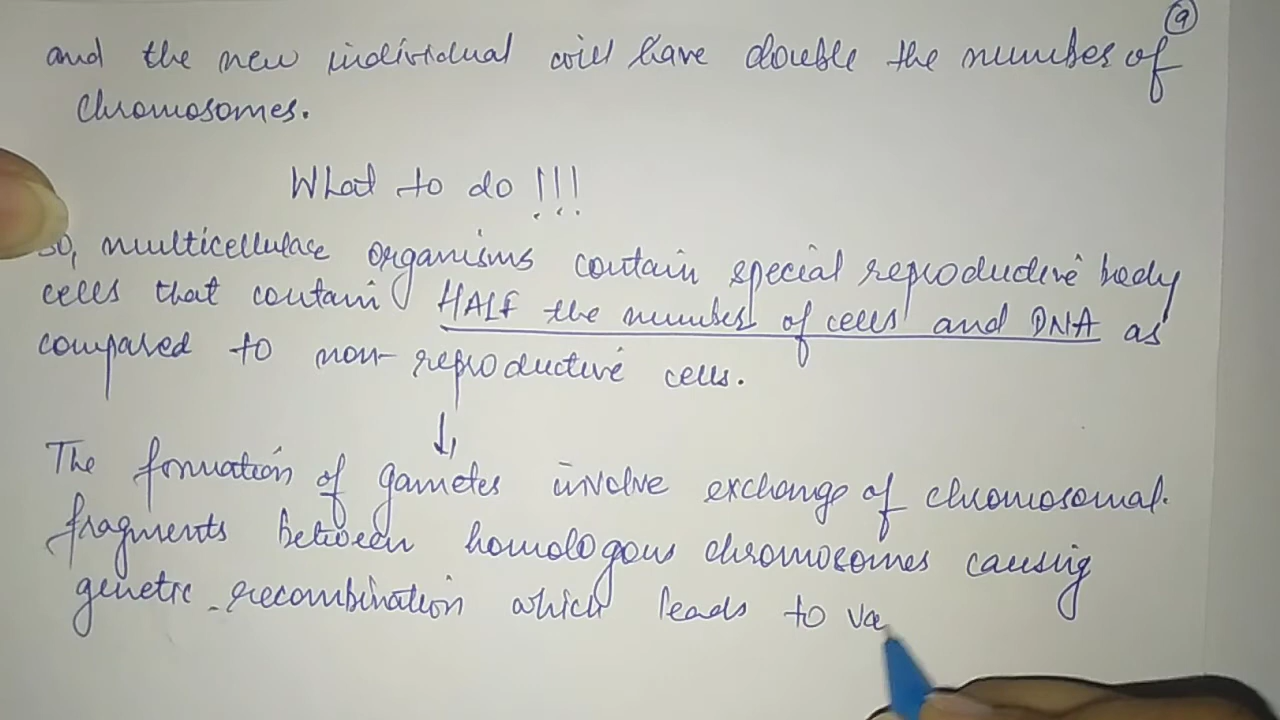 9
and the new individual will have double the number of
chromosomes.
What to do !!!
So, multicellular organisms contain special reproductive body
cells that contain HALF the number of cells and DNA as
compared to non-reproductive cells.
↓
The formation of gametes involve exchange of chromosomal
fragments between homologous chromosomes causing
genetic recombination which leads to va